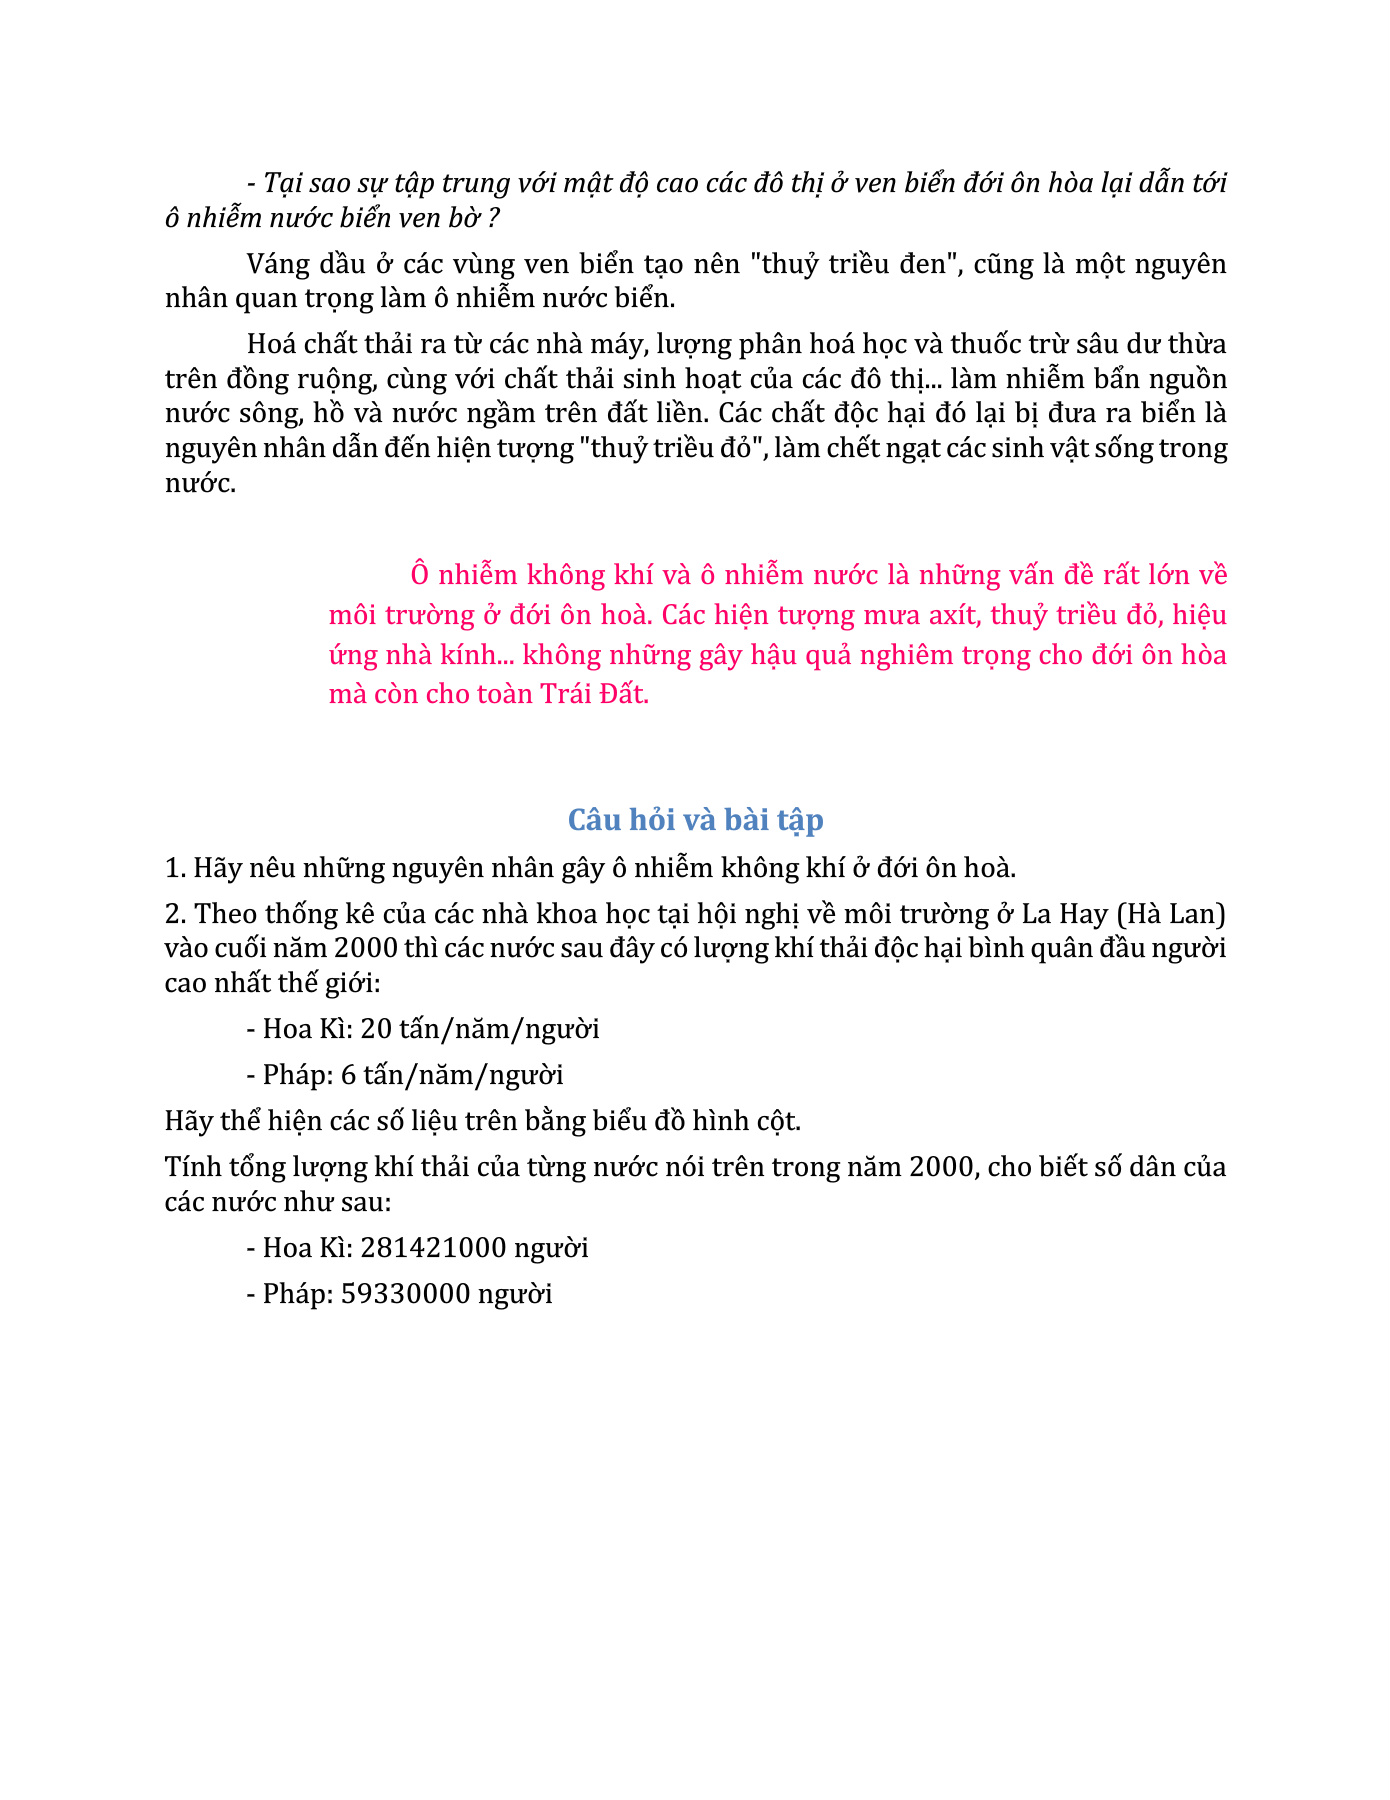 - Tại sao sự tập trung với mật độ cao các đô thị ở ven biển đới ôn hòa lại dẫn tới
ô nhiễm nước biển ven bờ ?
Váng dầu ở các vùng ven biển tạo nên "thuỷ triều đen", cũng là một nguyên
nhân quan trọng làm ô nhiễm nước biển.
Hoá chất thải ra từ các nhà máy, lượng phân hoá học và thuốc trừ sâu dư thừa
trên đồng ruộng, cùng với chất thải sinh hoạt của các đô thị... làm nhiễm bẩn nguồn
nước sông, hồ và nước ngầm trên đất liền. Các chất độc hại đó lại bị đưa ra biển là
nguyên nhân dẫn đến hiện tượng "thuỷ triều đỏ", làm chết ngạt các sinh vật sống trong
nước.
Ô nhiễm không khí và ô nhiễm nước là những vấn đề rất lớn về
môi trường ở đới ôn hoà. Các hiện tượng mưa axít, thuỷ triều đỏ, hiệu
ứng nhà kính... không những gây hậu quả nghiêm trọng cho đới ôn hòa
mà còn cho toàn Trái Đất.
Câu hỏi và bài tập
1. Hãy nêu những nguyên nhân gây ô nhiễm không khí ở đới ôn hoà.
2. Theo thống kê của các nhà khoa học tại hội nghị về môi trường ở La Hay (Hà Lan)
vào cuối năm 2000 thì các nước sau đây có lượng khí thải độc hại bình quân đầu người
cao nhất thế giới:
- Hoa Kì: 20 tấn/năm/người
- Pháp: 6 tấn/năm/người
Hãy thể hiện các số liệu trên bằng biểu đồ hình cột.
Tính tổng lượng khí thải của từng nước nói trên trong năm 2000, cho biết số dân của
các nước như sau:
- Hoa Kì: 281421000 người
- Pháp: 59330000 người